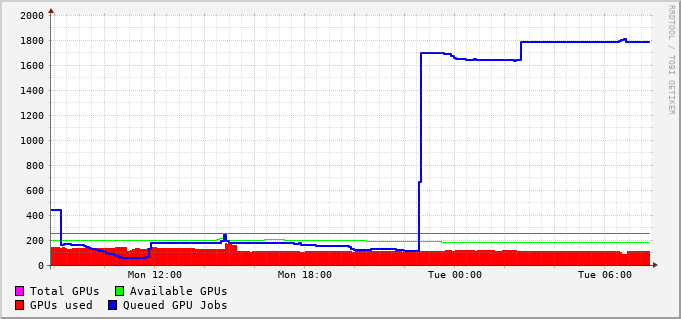 2000
1800
1600
1400
1200
1000
800
600
400
200
0
Mon 12:00 Mon 18:00 Tue 00:00 Tue 06:00
Total GPUs Available GPUs
GPUs used Queued GPU Jobs
RRDTOOL / TOBI OETIKER